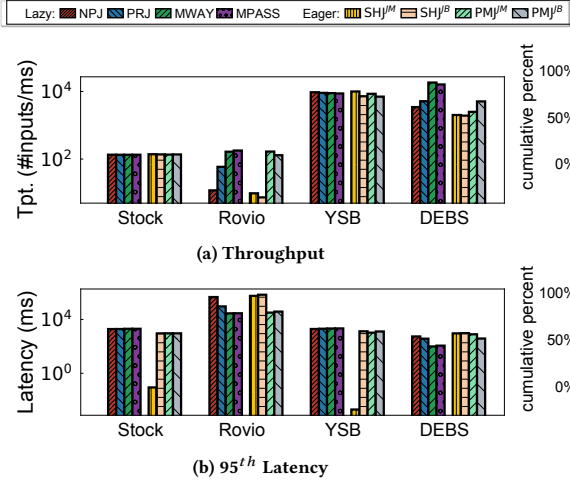 Lazy: NPJ PRJ MWAY MPASS Eager: SHJ^JM SHJ^JB PMJ^JM PMJ^JB
Tpt. (#inputs/ms)
10^4
10^2
Stock Rovio YSB DEBS
cumulative percent
100%
50%
0%
(a) Throughput
Latency (ms)
10^4
10^0
Stock Rovio YSB DEBS
cumulative percent
100%
50%
0%
(b) 95^th Latency